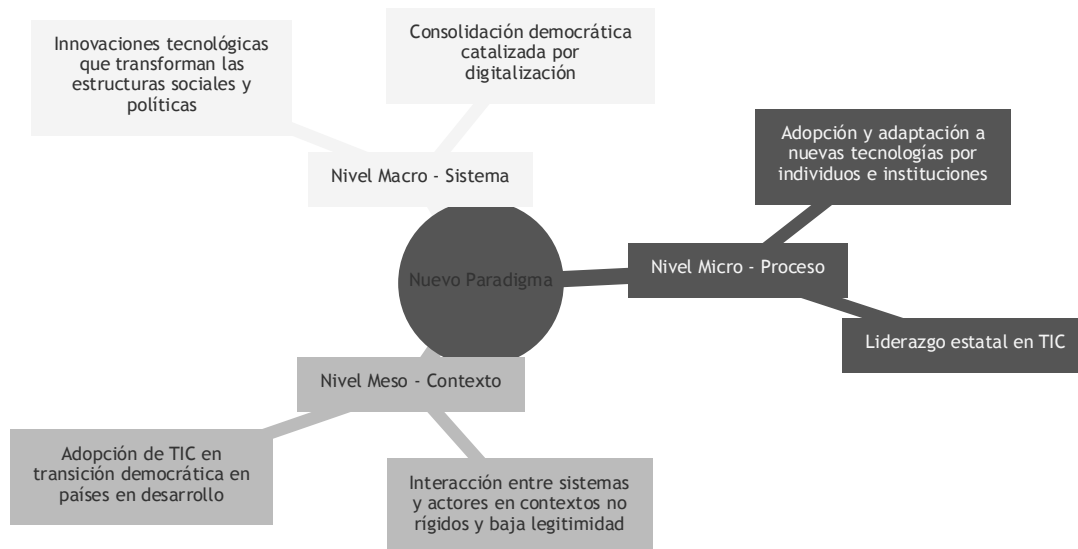 Innovaciones tecnológicas
que transforman las
estructuras sociales y
políticas
Consolidación democrática
catalizada por
digitalización
Nivel Macro - Sistema
Adopción y adaptación a
nuevas tecnologías por
individuos e instituciones
Nuevo Paradigma
Nivel Micro - Proceso
Liderazgo estatal en TIC
Nivel Meso - Contexto
Adopción de TIC en
transición democrática en
países en desarrollo
Interacción entre sistemas
y actores en contextos no
rígidos y baja legitimidad